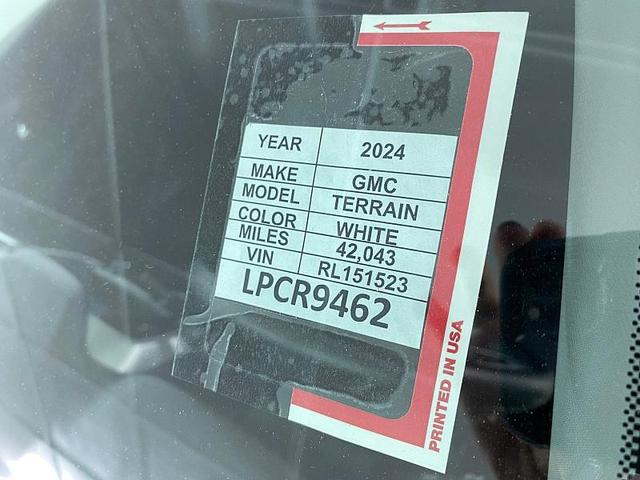 YEAR 2024
MAKE GMC
MODEL TERRAIN
COLOR WHITE
MILES 42,043
VIN RL151523
LPCR9462
PRINTED IN USA